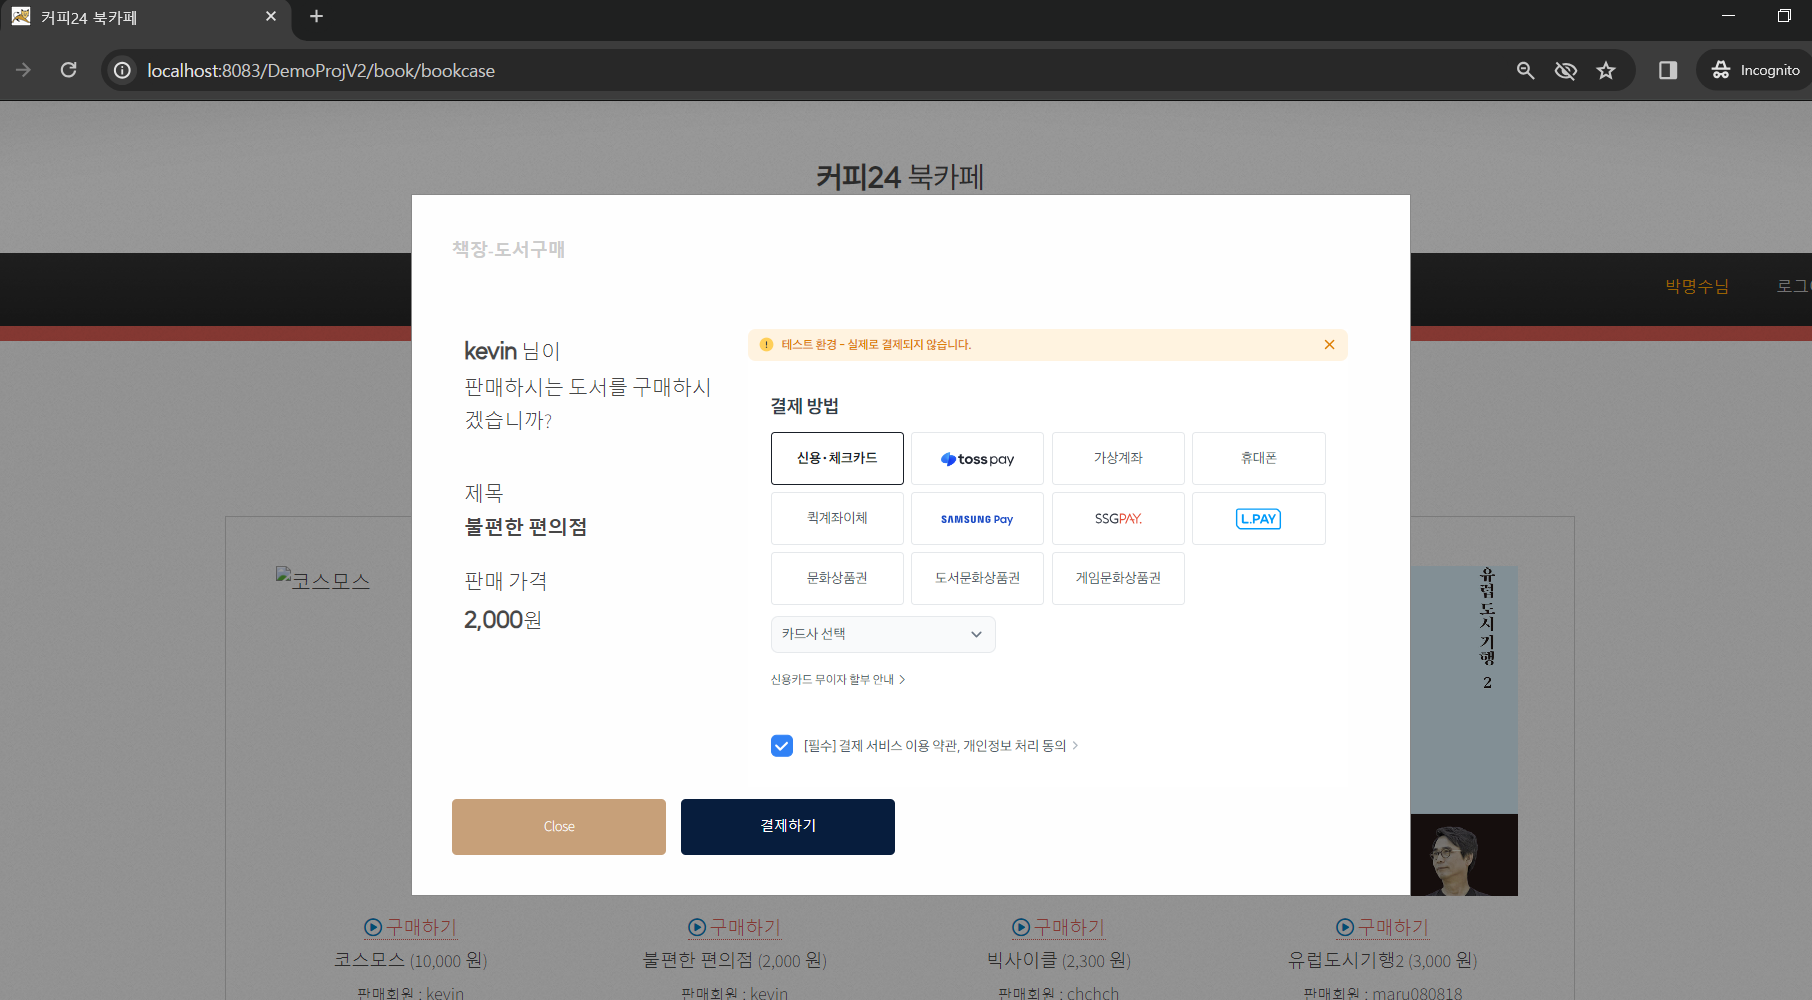 커피24 북카페
localhost:8083/DemoProjV2/book/bookcase
Incognito
커피24 북카페
박명수님
책장-도서구매
kevin 님이
판매하시는 도서를 구매하시
겠습니까?
제목
불편한 편의점
판매 가격
2,000원
테스트 환경 - 실제로 결제되지 않습니다.
결제 방법
신용·체크카드
toss pay
가상계좌
휴대폰
퀵계좌이체
SAMSUNG Pay
SSGPAY.
L.PAY
문화상품권
도서문화상품권
게임문화상품권
카드사 선택
신용카드 무이자 할부 안내 >
[필수] 결제 서비스 이용 약관, 개인정보 처리 동의 >
Close
결제하기
코스모스
유럽도시기행 2
구매하기
구매하기
구매하기
구매하기
코스모스 (10,000 원)
불편한 편의점 (2,000 원)
빅사이클 (2,300 원)
유럽도시기행2 (3,000 원)
판매회원 : kevin
판매회원 : kevin
판매회원 : chchch
판매회원 : maru080818